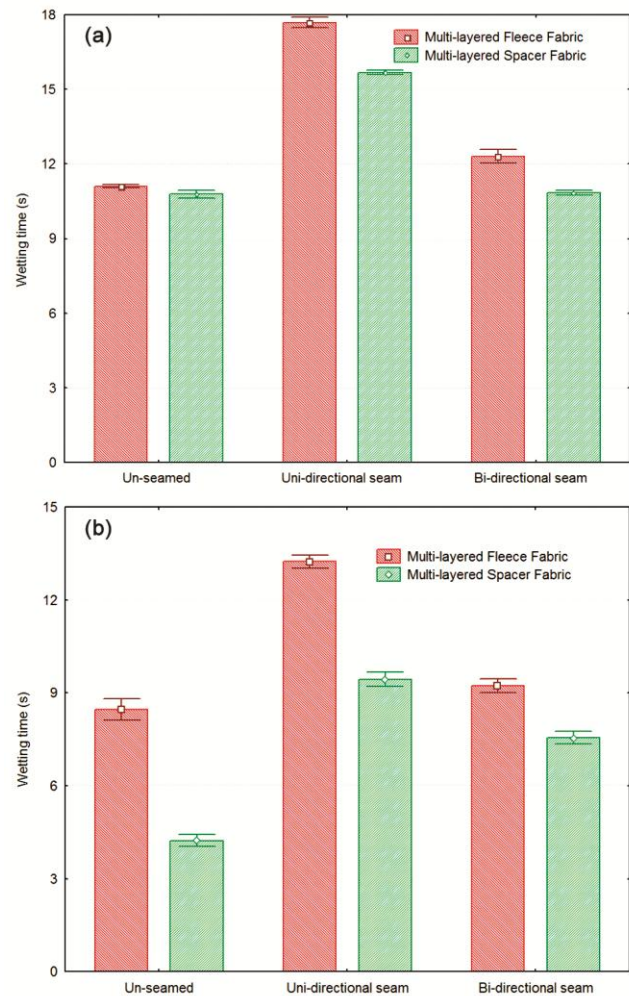 (a)
Multi-layered Fleece Fabric
Multi-layered Spacer Fabric
Wetting time (s)
18
15
12
9
6
3
0
Un-seamed
Uni-directional seam
Bi-directional seam
(b)
Multi-layered Fleece Fabric
Multi-layered Spacer Fabric
Wetting time (s)
15
12
9
6
3
0
Un-seamed
Uni-directional seam
Bi-directional seam